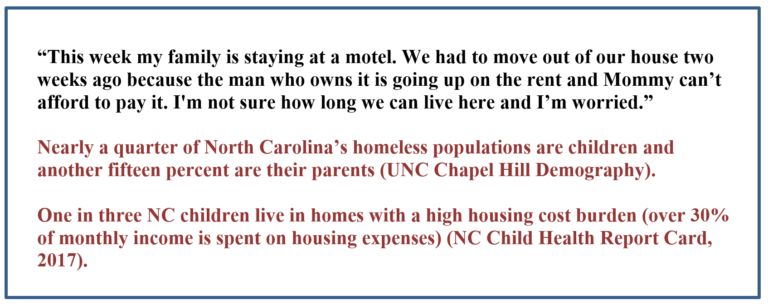 “This week my family is staying at a motel. We had to move out of our house two
weeks ago because the man who owns it is going up on the rent and Mommy can’t
afford to pay it. I'm not sure how long we can live here and I’m worried.”
Nearly a quarter of North Carolina’s homeless populations are children and
another fifteen percent are their parents (UNC Chapel Hill Demography).
One in three NC children live in homes with a high housing cost burden (over 30%
of monthly income is spent on housing expenses) (NC Child Health Report Card,
2017).